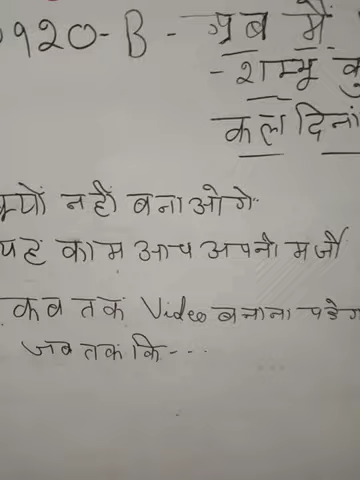 920-B - अब मैं
- शम्भू कु
कल दिनां
क्यों नहीं बनाओगे
यह काम आप अपनी मर्जी
कब तक Video बनाना पडेग
जब तक कि---